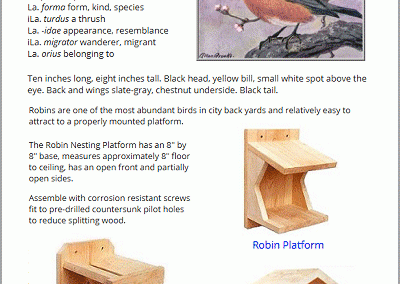 La. forma form, kind, species
iLa. turdus a thrush
La. -idae appearance, resemblance
iLa. migrator wanderer, migrant
La. orius belonging to
Ten inches long, eight inches tall. Black head, yellow bill, small white spot above the
eye. Back and wings slate-gray, chestnut underside. Black tail.
Robins are one of the most abundant birds in city back yards and relatively easy to
attract to a properly mounted platform.
The Robin Nesting Platform has an 8" by
8" base, measures approximately 8" floor
to ceiling, has an open front and partially
open sides.
Assemble with corrosion resistant screws
fit to pre-drilled countersunk pilot holes
to reduce splitting wood.
Robin Platform